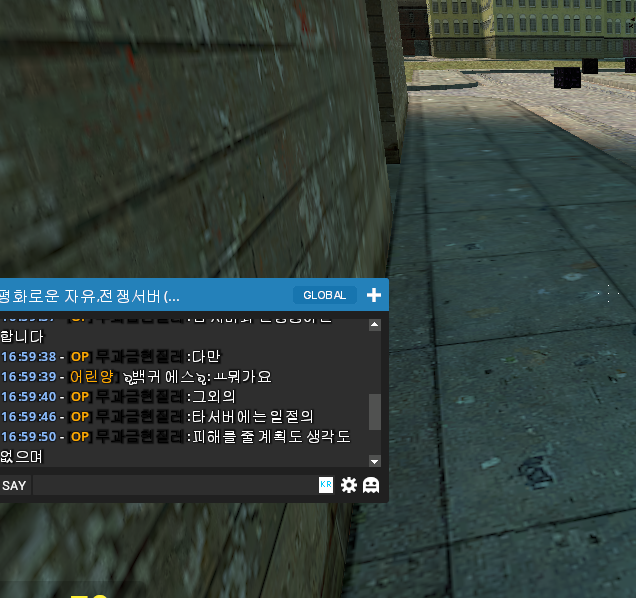 평화로운 자유,전쟁서버 (...
GLOBAL
합니다
16:59:38 - [OP] 무과금현질러 :다만
16:59:39 - [어린양] ঌ백귀 에스ঌ: ㅛ뭐가요
16:59:40 - [OP] 무과금현질러 :그외의
16:59:46 - [OP] 무과금현질러 :타서버에는 일절의
16:59:50 - [OP] 무과금현질러 :피해를 줄 계획도 생각도
없으며
SAY
KR